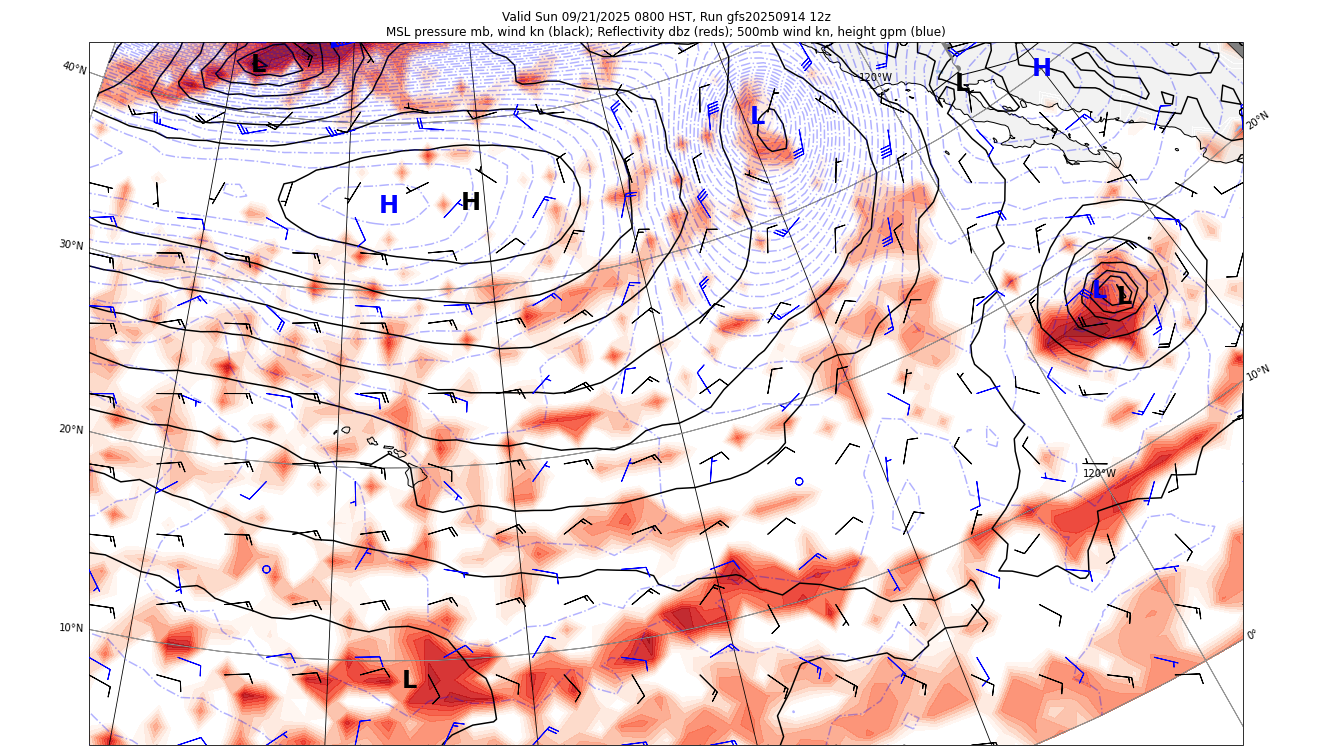 Valid Sun 09/21/2025 0800 HST, Run gfs20250914 12z
MSL pressure mb, wind kn (black); Reflectivity dbz (reds); 500mb wind kn, height gpm (blue)
L
40°N
H
L
120°W
L
20°N
H
H
30°N
L
L
10°N
20°N
120°W
10°N
0°
L